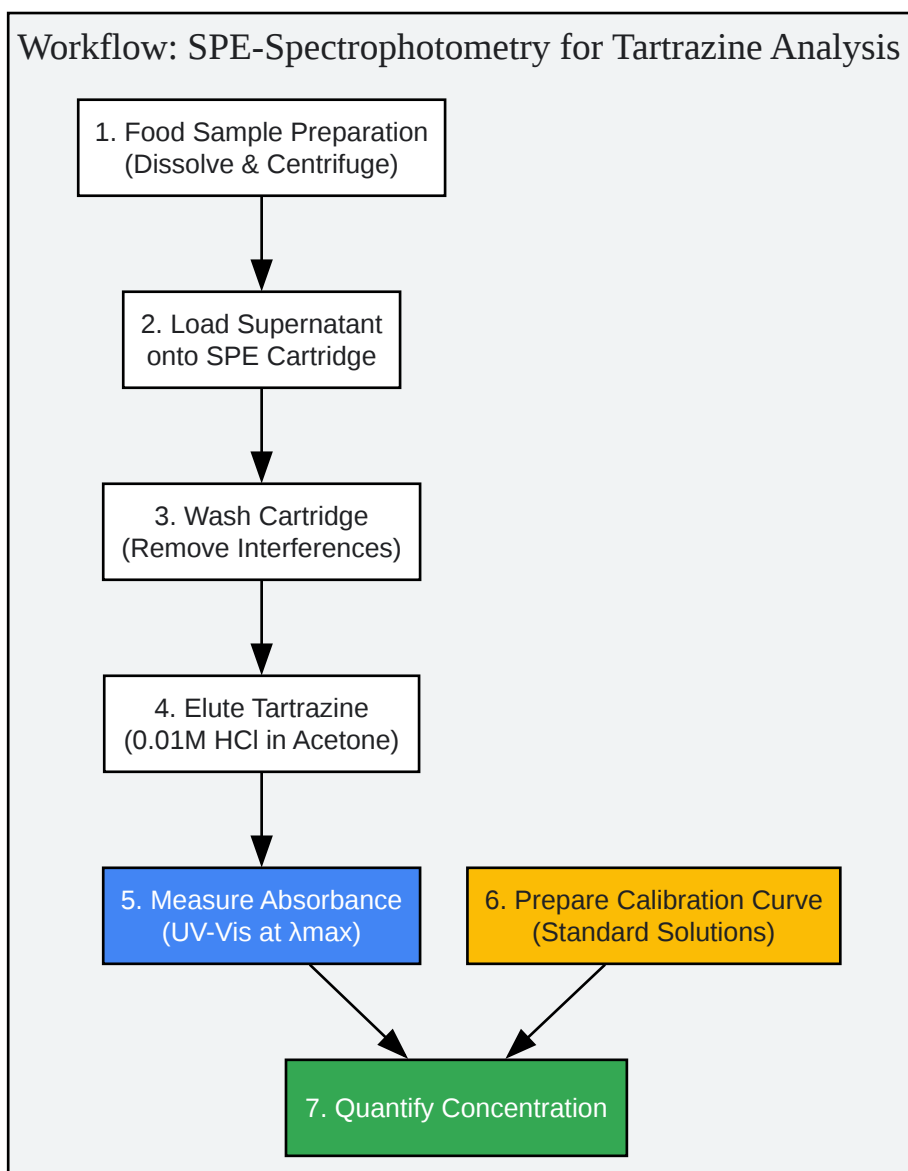 Workflow: SPE-Spectrophotometry for Tartrazine Analysis
1. Food Sample Preparation
(Dissolve & Centrifuge)
2. Load Supernatant
onto SPE Cartridge
3. Wash Cartridge
(Remove Interferences)
4. Elute Tartrazine
(0.01M HCl in Acetone)
5. Measure Absorbance
(UV-Vis at λmax)
6. Prepare Calibration Curve
(Standard Solutions)
7. Quantify Concentration